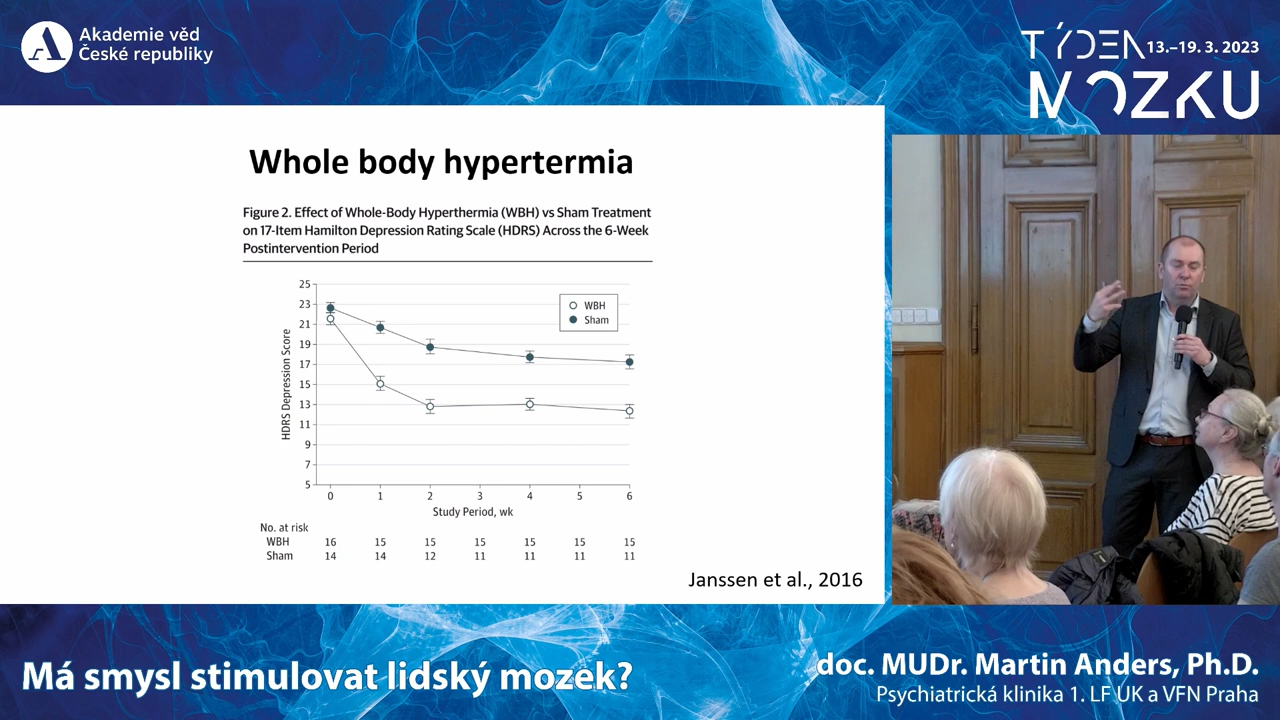 Akademie věd
České republiky
TÝDEN 13.–19. 3. 2023
MOZKU
Whole body hypertermia
Figure 2. Effect of Whole-Body Hyperthermia (WBH) vs Sham Treatment
on 17-Item Hamilton Depression Rating Scale (HDRS) Across the 6-Week
Postintervention Period
25
23
21
19
17
15
13
11
9
7
5
HDRS Depression Score
WBH
Sham
0 1 2 3 4 5 6
Study Period, wk
No. at risk
WBH 16 15 15 15 15 15 15
Sham 14 14 12 11 11 11 11
Janssen et al., 2016
Má smysl stimulovat lidský mozek?
doc. MUDr. Martin Anders, Ph.D.
Psychiatrická klinika 1. LF UK a VFN Praha